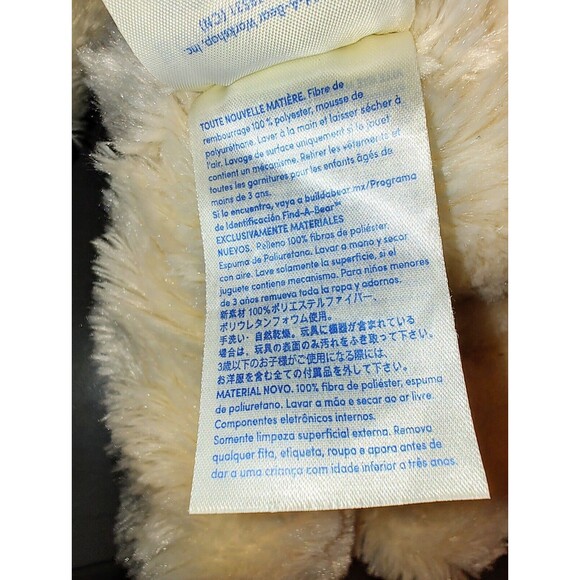 -A-Bear Workshop, Inc
TOUTE NOUVELLE MATIÈRE. Fibre de
rembourrage 100% polyester, mousse de
polyuréthane. Laver à la main et laisser sécher à
l'air. Lavage de surface uniquement si le jouet
contient un mécanisme. Retirer les vêtements et
toutes les garnitures pour les enfants âgés de
moins de 3 ans.
Si lo encuentra, vaya a buildabear.mx/Programa
de Identificación Find-A-Bear™
EXCLUSIVAMENTE MATERIALES
NUEVOS. Relleno 100% fibras de poliéster.
Espuma de Poliuretano. Lavar a mano y secar
con aire. Lave solamente la superficie, si el
juguete contiene mecanismo. Para niños menores
de 3 años remueva toda la ropa y adornos.
新素材 100%ポリエステルファイバー、
ポリウレタンフォウム使用。
手洗い・自然乾燥。玩具に機器が含まれている
場合は、玩具の表面のみ汚れをふき取って下さい。
3歳以下のお子様がご使用になる際には、
お洋服を含む全ての付属品を外して下さい。
MATERIAL NOVO. 100% fibra de poliéster, espuma
de poliuretano. Lavar a mão e secar ao ar livre.
Componentes eletrônicos internos.
Somente limpeza superficial externa. Remova
qualquer fita, etiqueta, roupa e apara antes de
dar a uma criança com idade inferior a três anos.